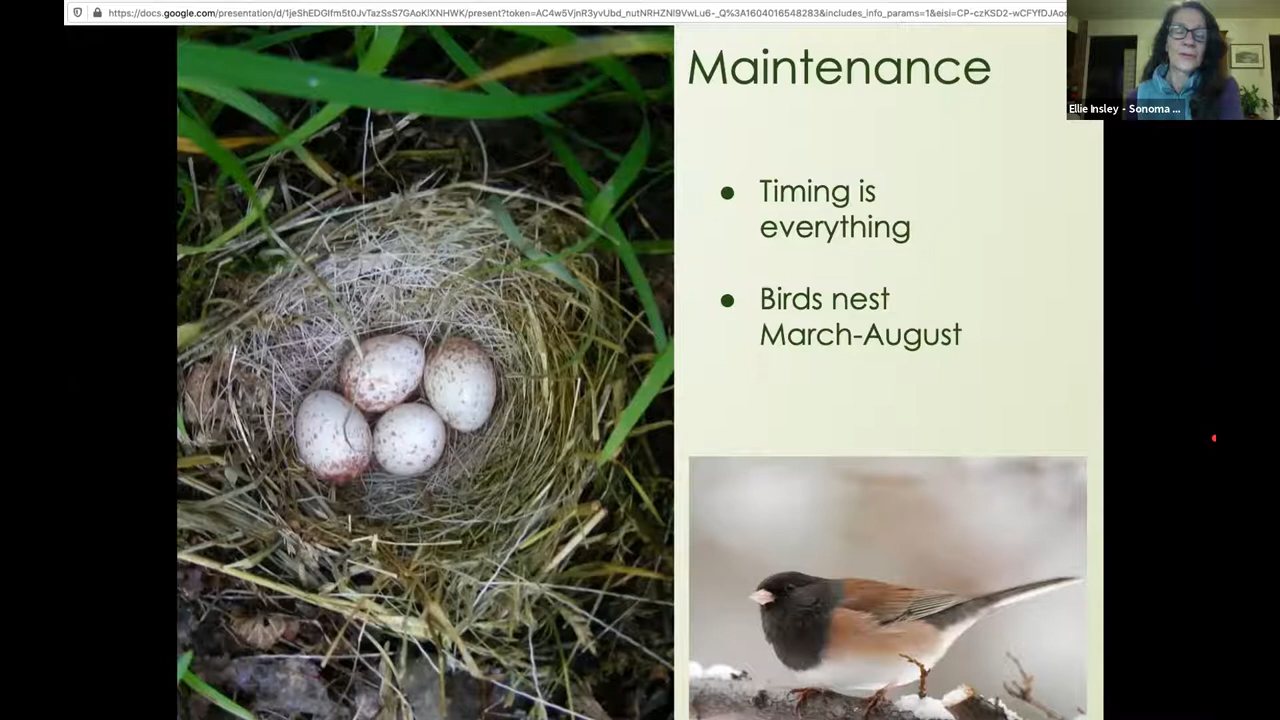 https://docs.google.com/presentation/d/1jeShEDGlfm5t0JvTazSsS7GAoKlXNHWK/present?token=AC4w5VjnR3yvUbd_nutNRHZNl9VwLu6-_Q%3A1604016548283&includes_info_params=1&eisi=CP-czKSD2-wCFYfDJAod
Maintenance
Ellie Insley - Sonoma ...
● Timing is
everything
● Birds nest
March-August